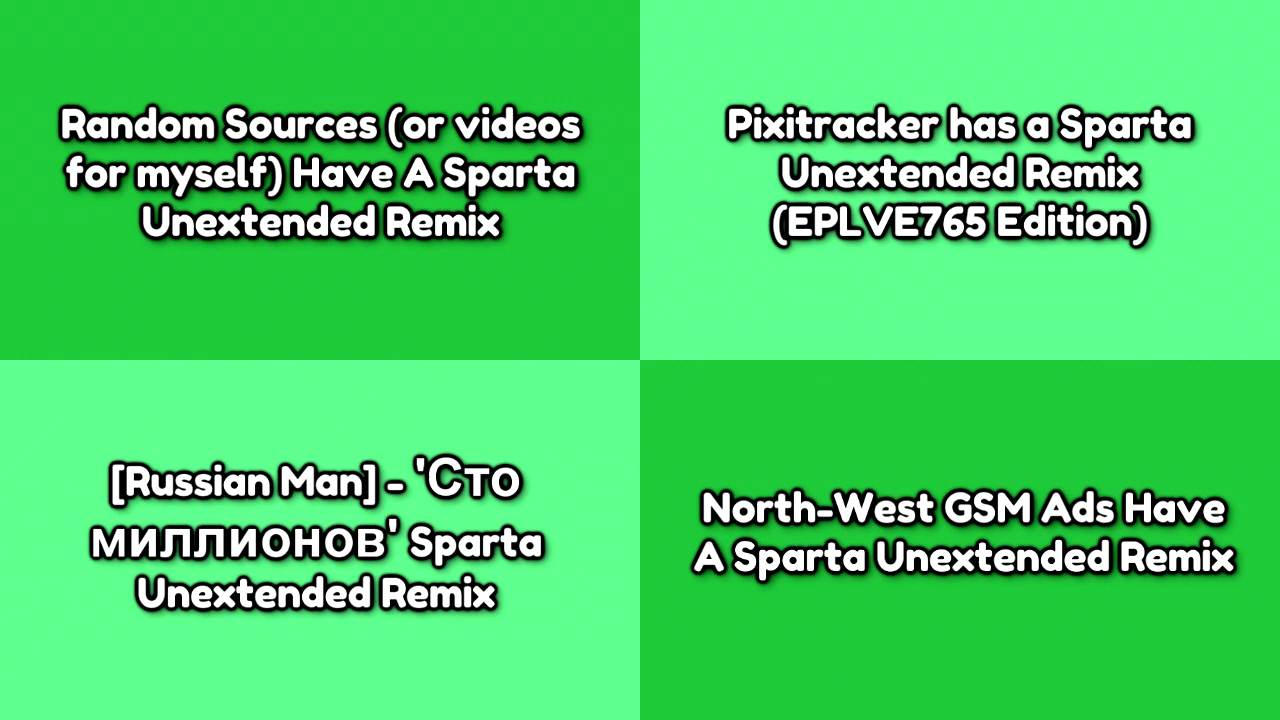 Random Sources (or videos
for myself) Have A Sparta
Unextended Remix
Pixitracker has a Sparta
Unextended Remix
(EPLVE765 Edition)
[Russian Man] - 'Сто
миллионов' Sparta
Unextended Remix
North-West GSM Ads Have
A Sparta Unextended Remix